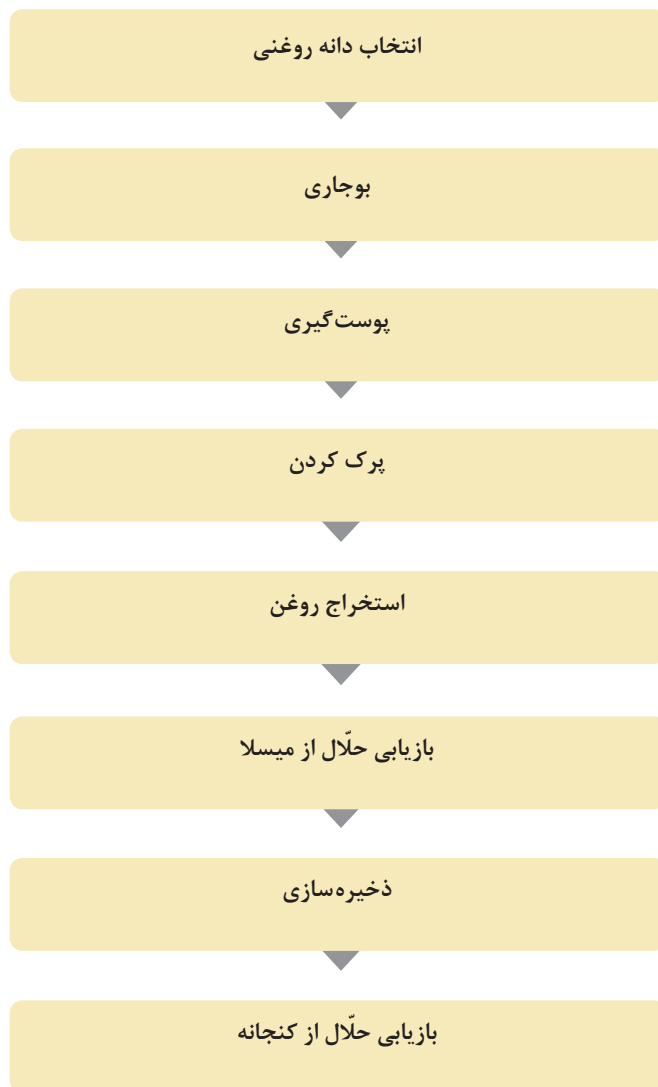 انتخاب دانه روغنی
بوجاری
پوست‌گیری
پرک کردن
استخراج روغن
بازیابی حلّال از میسلا
ذخیره‌سازی
بازیابی حلّال از کنجانه